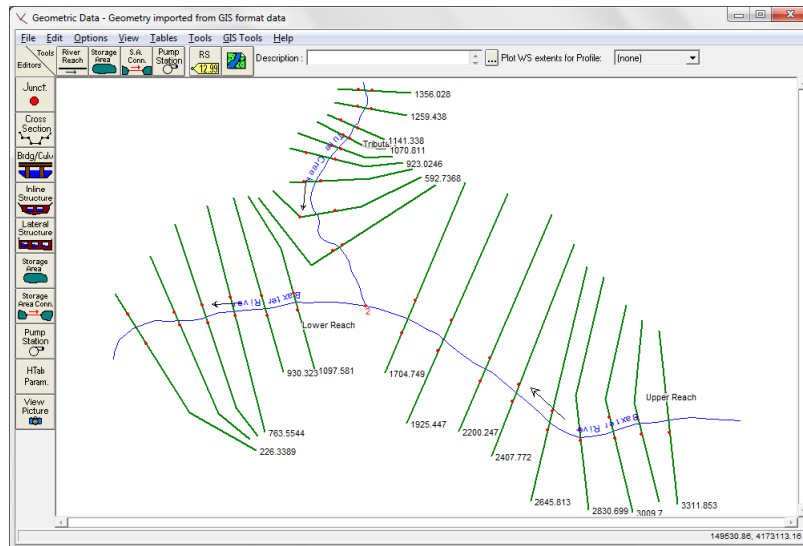 Geometric Data - Geometry imported from GIS format data
File Edit Options View Tables Tools GIS Tools Help
Tools
Editors
River
Reach
Storage
Area
S.A.
Conn.
Pump
Station
RS
12.99
Description :
...
Plot WS extents for Profile:
(none)
Junct.
Cross
Section
Brdg/Culv
Inline
Structure
Lateral
Structure
Storage
Area
Storage
Area Conn.
Pump
Station
HTab
Param.
View
Picture
1356.028
1259.438
1141.338
Tributa
1070.811
923.0246
592.7368
Baxter River
2
Lower Reach
930.323
1097.581
1704.749
763.5544
226.3389
1925.447
2200.247
2407.772
Upper Reach
Baxter River
2645.813
2830.699
3009.7
3311.853
149530.86, 4173113.16